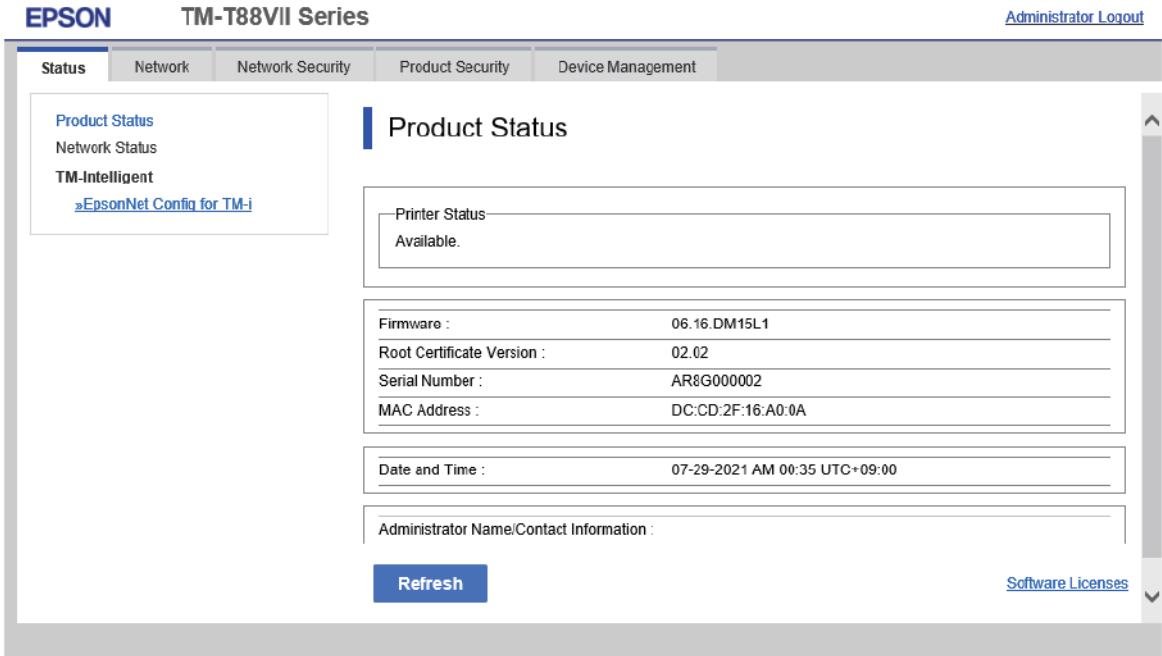 EPSON TM-T88VII Series Administrator Logout
Status Network Network Security Product Security Device Management
Product Status
Network Status
TM-Intelligent
»EpsonNet Config for TM-i
Product Status
Printer Status
Available.
Firmware : 06.16.DM15L1
Root Certificate Version : 02.02
Serial Number : AR8G000002
MAC Address : DC:CD:2F:16:A0:0A
Date and Time : 07-29-2021 AM 00:35 UTC+09:00
Administrator Name/Contact Information :
Refresh Software Licenses